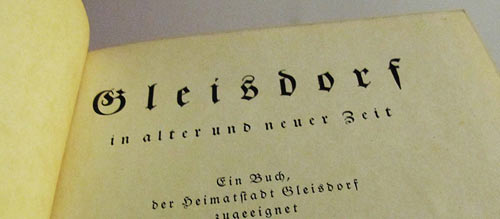 Gleisdorf
in alter und neuer Zeit
Ein Buch,
der Heimatstadt Gleisdorf
zugeeignet